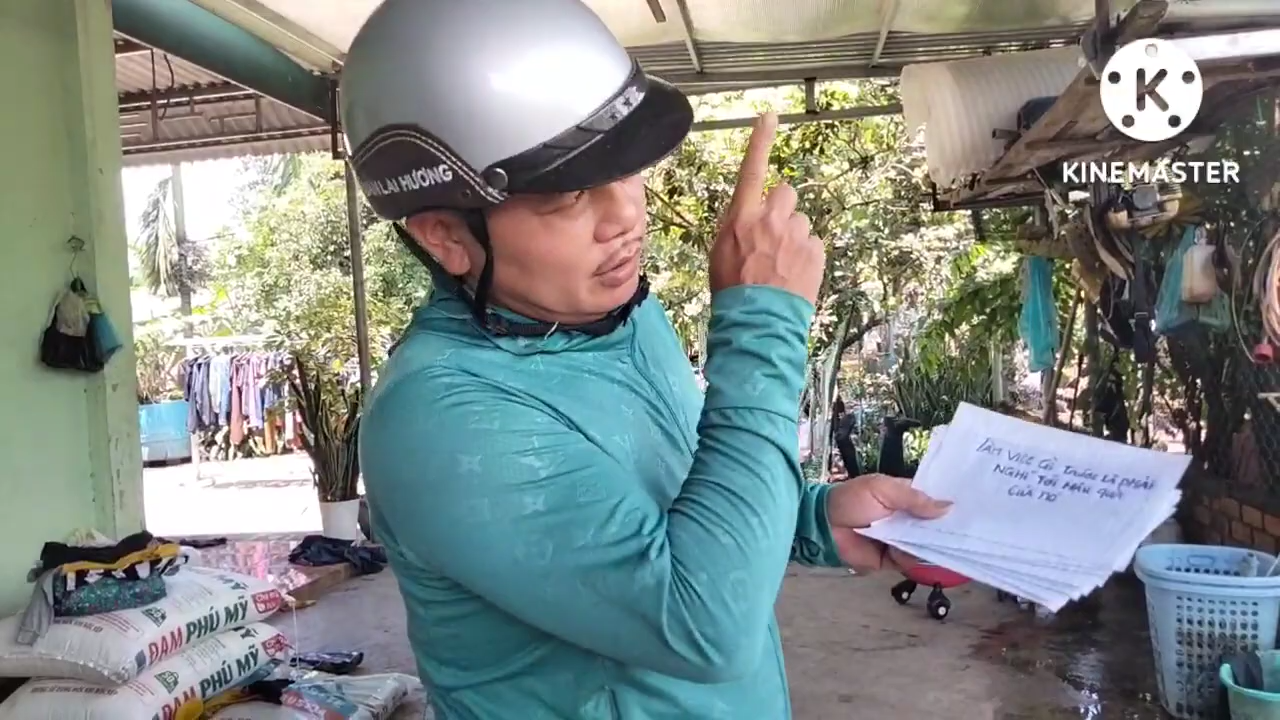 KINEMASTER
LAI HƯƠNG
LÀM VIỆC GÌ TRƯỚC LÀ PHẢI
NGHĨ TỚI HẬU QUẢ
CỦA NÓ
ĐẠM PHÚ MỸ
ĐẠM PHÚ MỸ